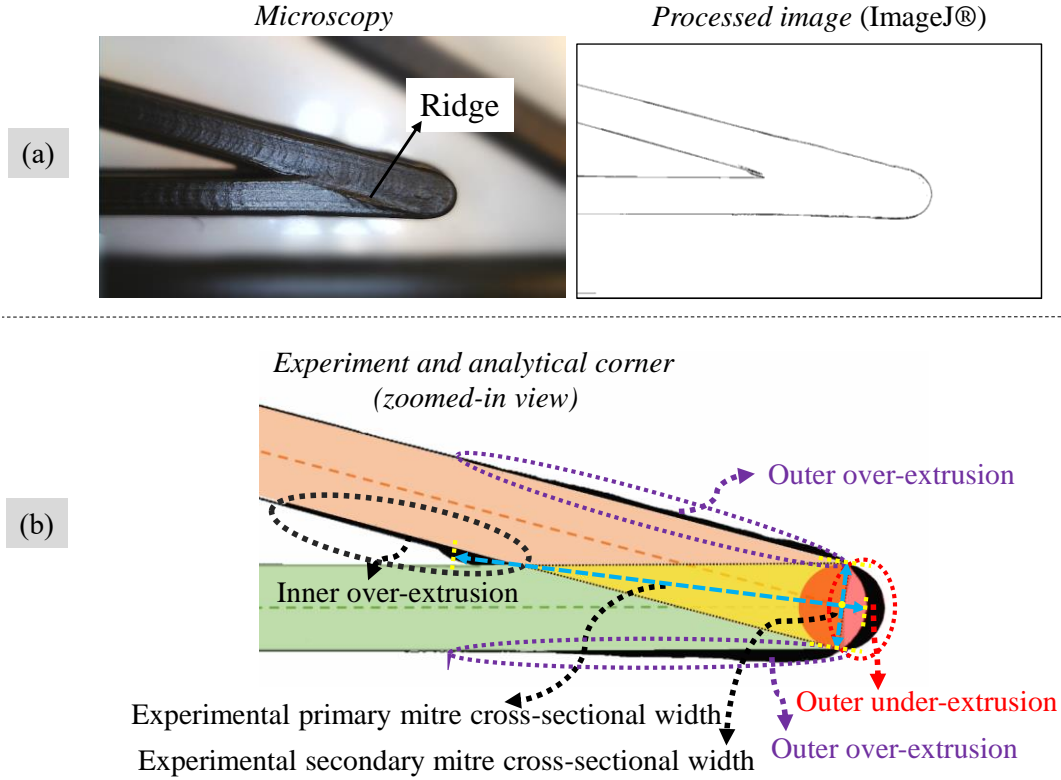 Microscopy
Processed image (ImageJ®)
Ridge
(a)
Experiment and analytical corner
(zoomed-in view)
Outer over-extrusion
(b)
Inner over-extrusion
Outer under-extrusion
Experimental primary mitre cross-sectional width
Outer over-extrusion
Experimental secondary mitre cross-sectional width